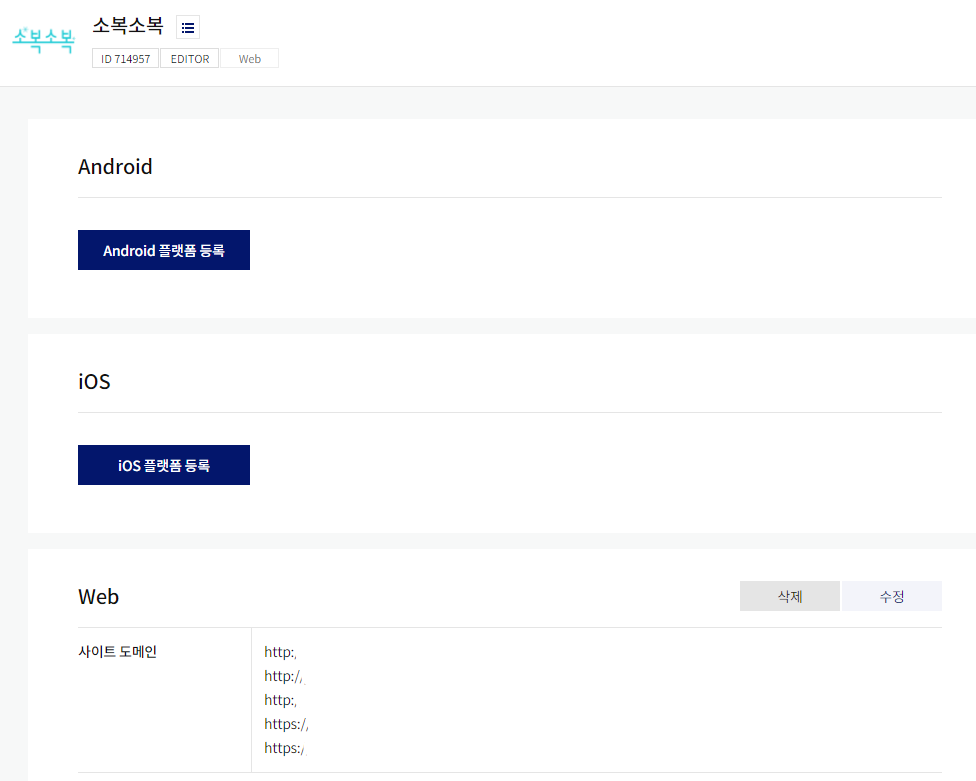 소복소복
소복소복
ID 714957 EDITOR Web
Android
Android 플랫폼 등록
iOS
iOS 플랫폼 등록
Web
삭제 수정
사이트 도메인
http:
http://
http:
https://
https: